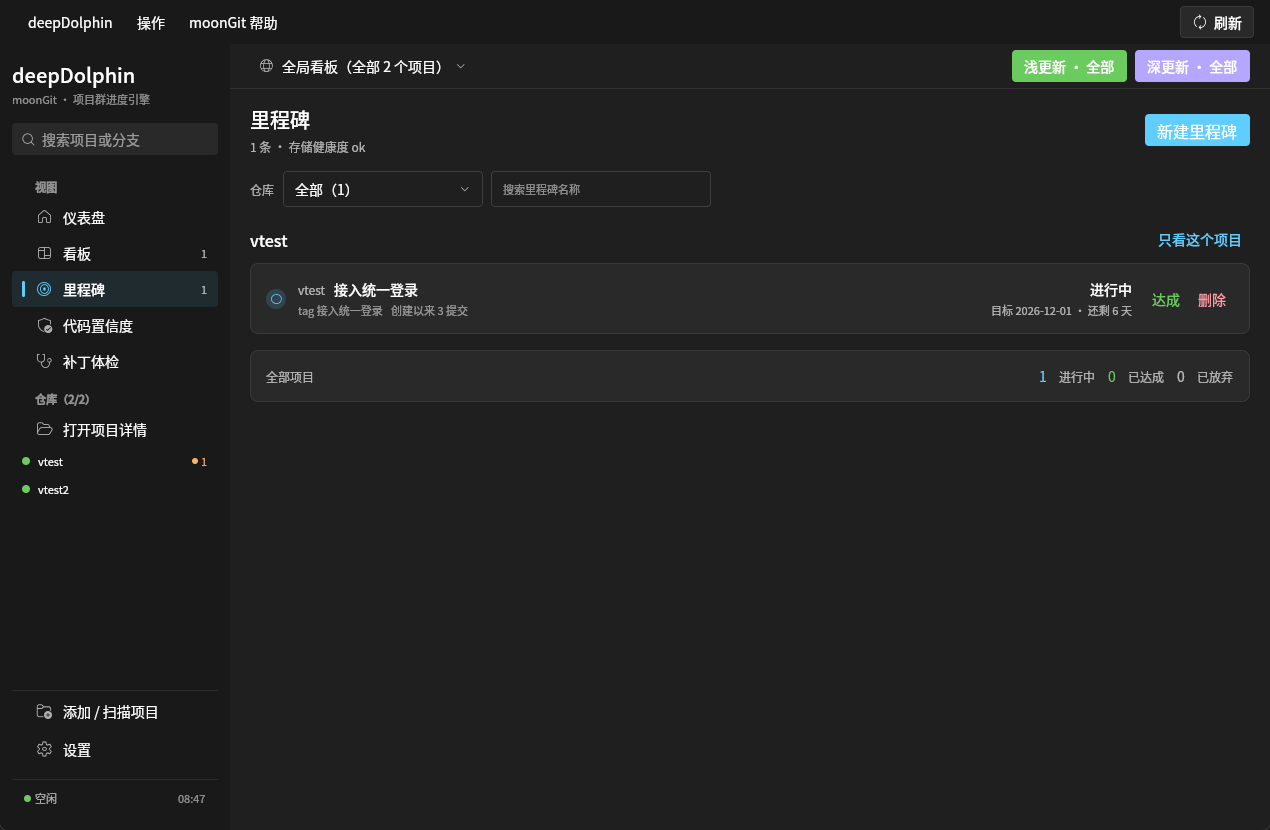 deepDolphin 操作 moonGit 帮助 刷新
deepDolphin
moonGit · 项目群进度引擎
搜索项目或分支
视图
仪表盘
看板 1
里程碑 1
代码置信度
补丁体检
仓库（2/2）
打开项目详情
vtest 1
vtest2
添加 / 扫描项目
设置
空闲 08:47
全局看板（全部 2 个项目） 浅更新 · 全部 深更新 · 全部
里程碑 新建里程碑
1 条 · 存储健康度 ok
仓库 全部（1） 搜索里程碑名称
vtest 只看这个项目
vtest 接入统一登录 进行中 达成 删除
tag 接入统一登录 创建以来 3 提交 目标 2026-12-01 · 还剩 6 天
全部项目 1 进行中 0 已达成 0 已放弃